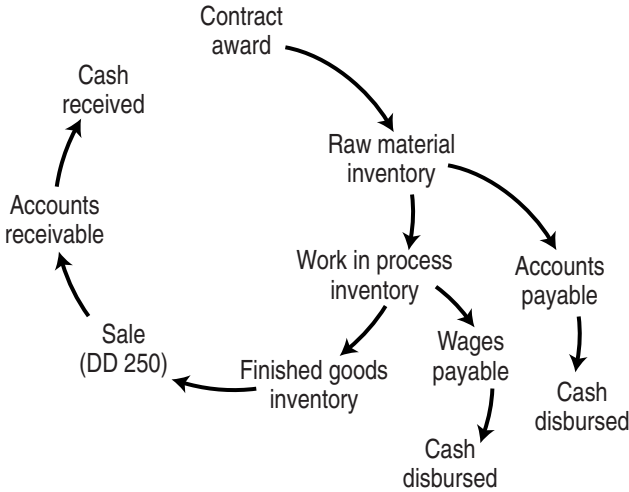 Contract
award
Cash
received
Raw material
inventory
Accounts
receivable
Work in process
inventory
Accounts
payable
Sale
(DD 250)
Wages
payable
Finished goods
inventory
Cash
disbursed
Cash
disbursed